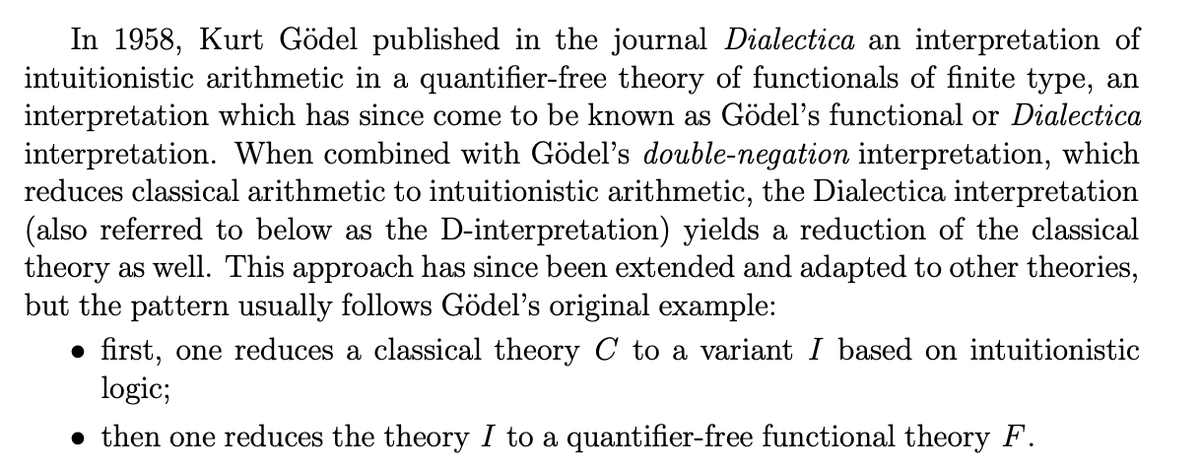 In 1958, Kurt Gödel published in the journal Dialectica an interpretation of
intuitionistic arithmetic in a quantifier-free theory of functionals of finite type, an
interpretation which has since come to be known as Gödel's functional or Dialectica
interpretation. When combined with Gödel's double-negation interpretation, which
reduces classical arithmetic to intuitionistic arithmetic, the Dialectica interpretation
(also referred to below as the D-interpretation) yields a reduction of the classical
theory as well. This approach has since been extended and adapted to other theories,
but the pattern usually follows Gödel's original example:
• first, one reduces a classical theory C to a variant I based on intuitionistic
logic;
• then one reduces the theory I to a quantifier-free functional theory F.